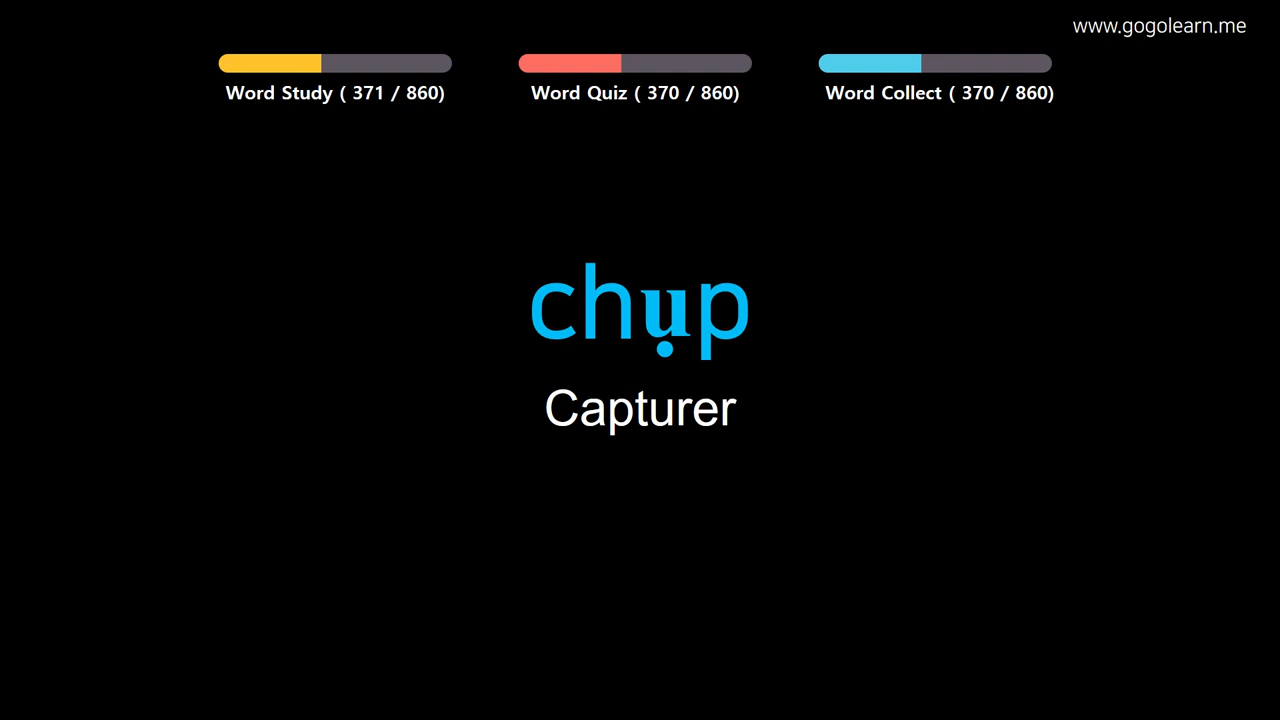 www.gogolearn.me
Word Study ( 371 / 860)
Word Quiz ( 370 / 860)
Word Collect ( 370 / 860)
chụp
Capturer